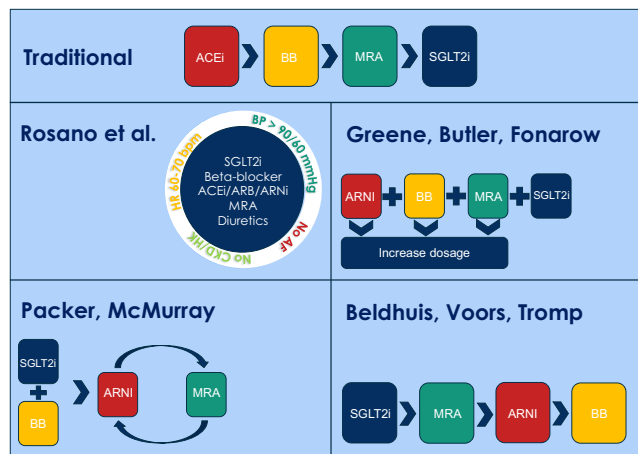 Traditional
ACEi
BB
MRA
SGLT2i
Rosano et al.
HR 60-70 bpm
BP > 90/60 mmHg
No AF
No CKD/HK
SGLT2i
Beta-blocker
ACEi/ARB/ARNi
MRA
Diuretics
Greene, Butler, Fonarow
ARNI
BB
MRA
SGLT2i
Increase dosage
Packer, McMurray
SGLT2i
BB
ARNI
MRA
Beldhuis, Voors, Tromp
SGLT2i
MRA
ARNI
BB